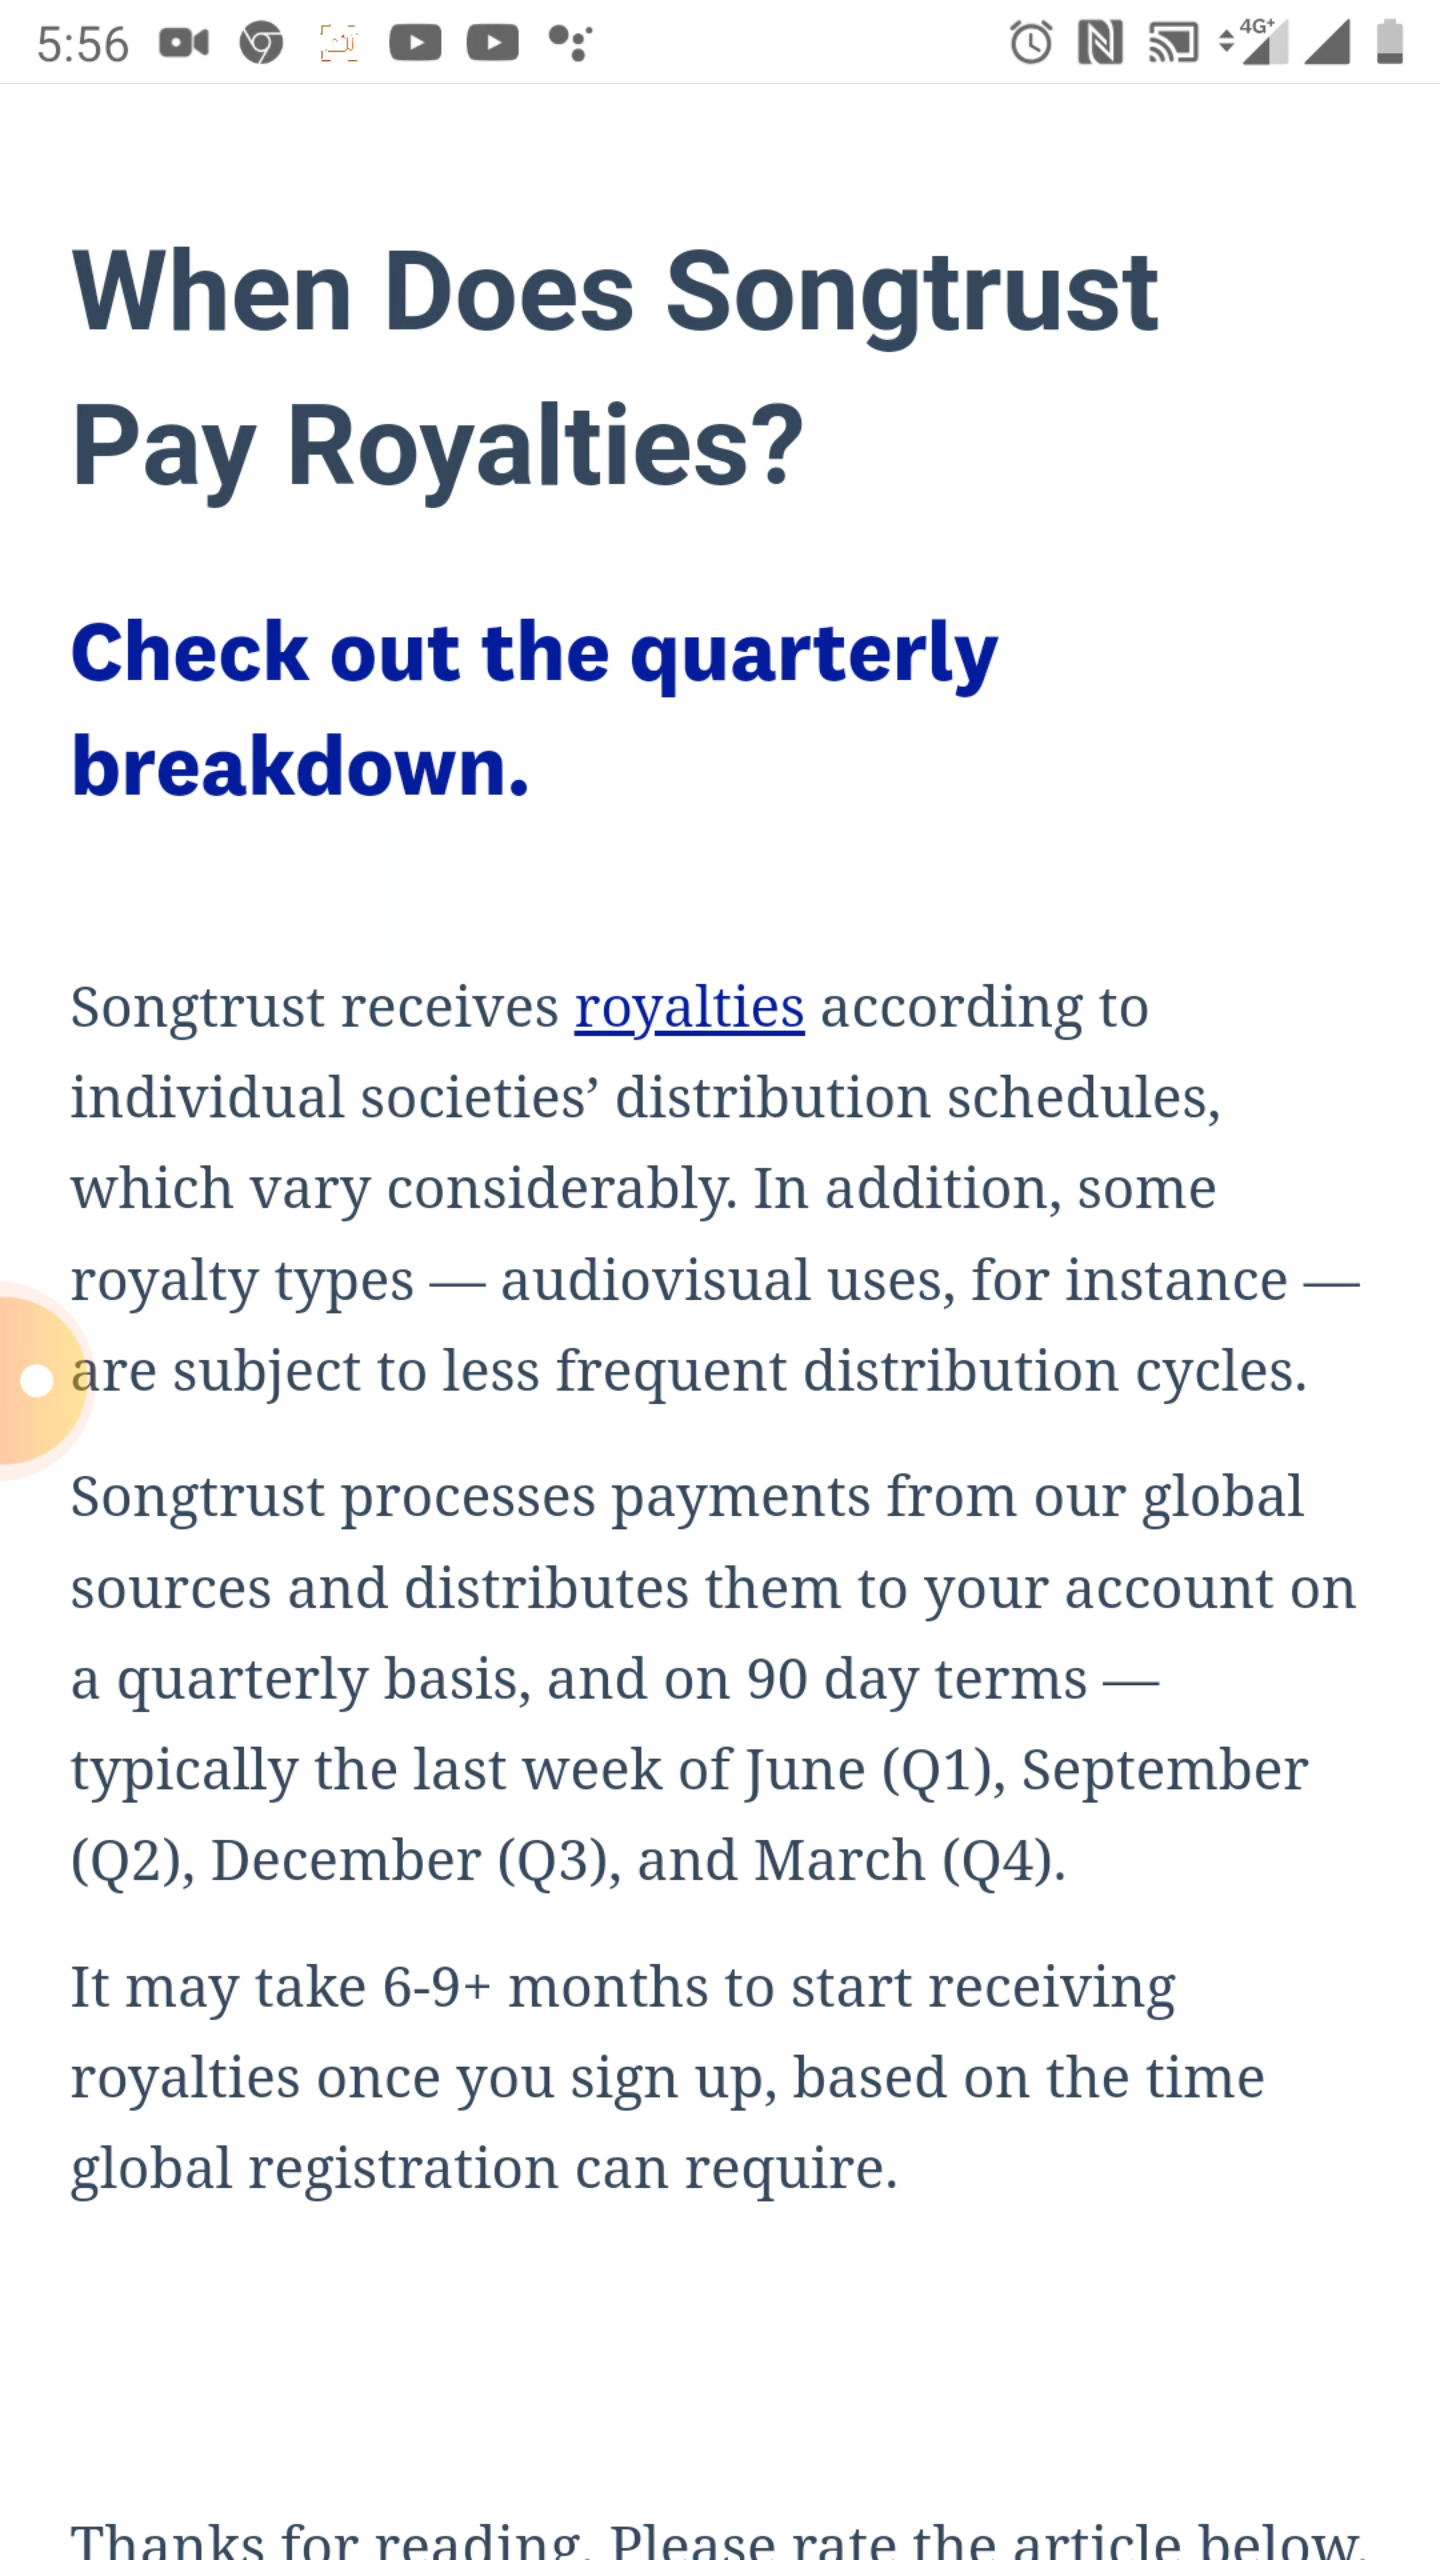 5:56
4G+
When Does Songtrust
Pay Royalties?
Check out the quarterly
breakdown.
Songtrust receives royalties according to
individual societies’ distribution schedules,
which vary considerably. In addition, some
royalty types — audiovisual uses, for instance —
are subject to less frequent distribution cycles.
Songtrust processes payments from our global
sources and distributes them to your account on
a quarterly basis, and on 90 day terms —
typically the last week of June (Q1), September
(Q2), December (Q3), and March (Q4).
It may take 6-9+ months to start receiving
royalties once you sign up, based on the time
global registration can require.
Thanks for reading. Please rate the article below.